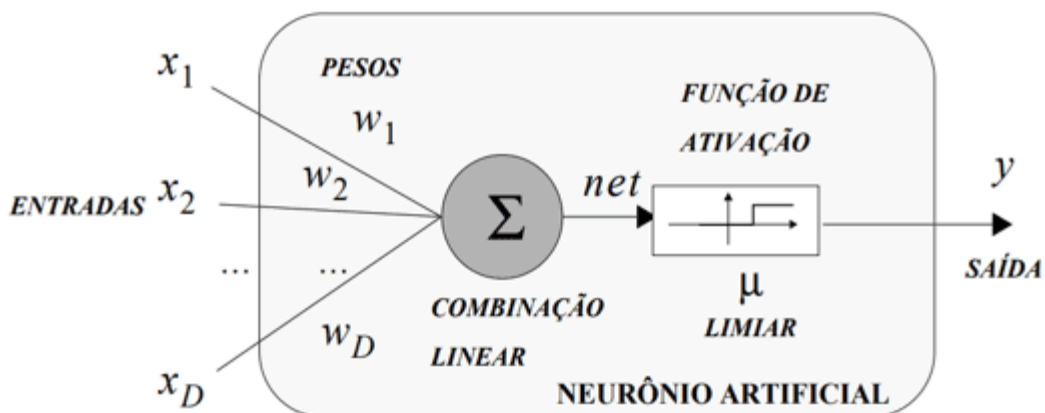 x1
PESOS
w1
FUNÇÃO DE
ATIVAÇÃO
ENTRADAS x2
w2
net
y
Σ
... ...
μ
SAÍDA
COMBINAÇÃO
LINEAR
LIMIAR
wD
xD
NEURÔNIO ARTIFICIAL